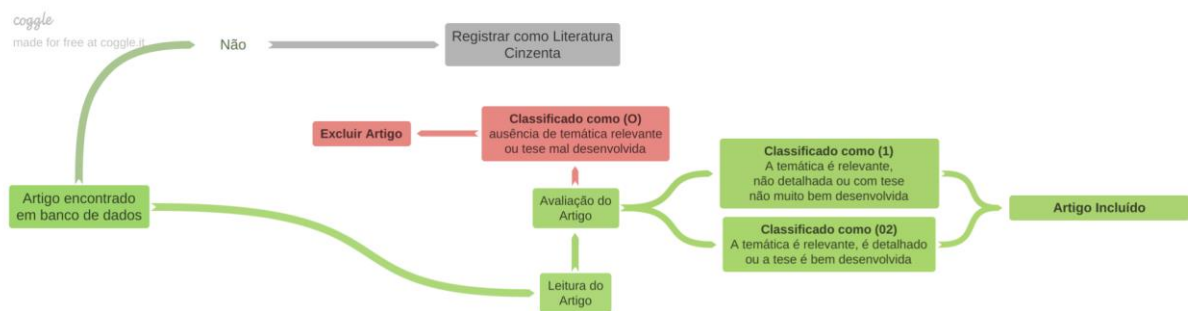 coggle
made for free at coggle.it
Não
Registrar como Literatura
Cinzenta
Excluir Artigo
Classificado como (O)
ausência de temática relevante
ou tese mal desenvolvida
Artigo encontrado
em banco de dados
Avaliação do
Artigo
Classificado como (1)
A temática é relevante,
não detalhada ou com tese
não muito bem desenvolvida
Classificado como (02)
A temática é relevante, é detalhado
ou a tese é bem desenvolvida
Artigo Incluído
Leitura do
Artigo